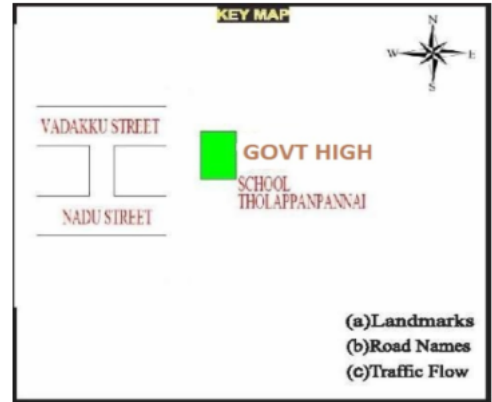 KEY MAP
N
W
E
S
VADAKKU STREET
GOVT HIGH
SCHOOL
THOLAPPANPANNAI
NADU STREET
(a)Landmarks
(b)Road Names
(c)Traffic Flow